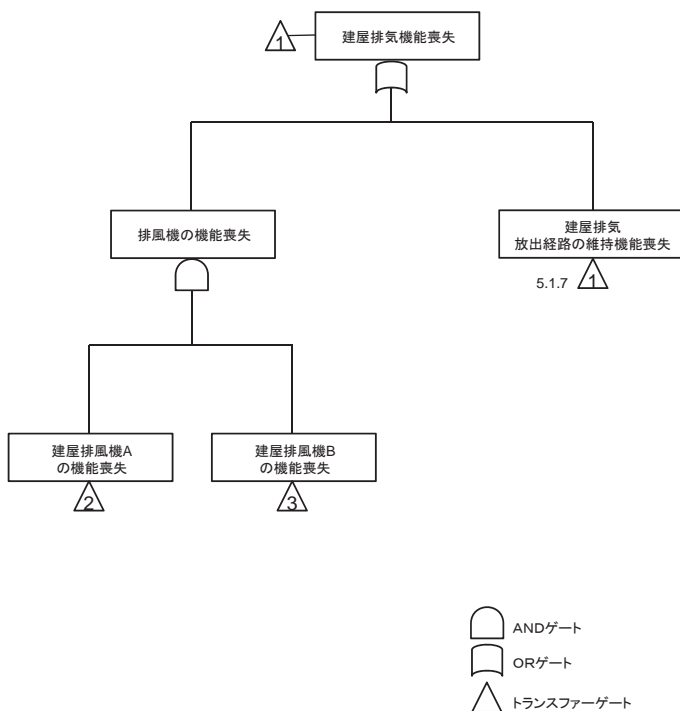 1
建屋排気機能喪失
排風機の機能喪失
建屋排気
放出経路の維持機能喪失
5.1.7
1
建屋排風機A
の機能喪失
建屋排風機B
の機能喪失
2
3
ANDゲート
ORゲート
トランスファーゲート